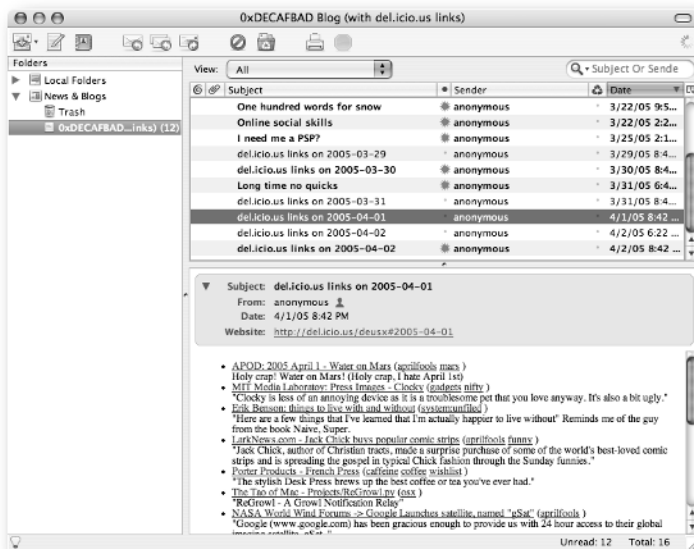 0xDECAFBAD Blog (with del.icio.us links)
Folders
Local Folders
News & Blogs
Trash
0xDECAFBAD...inks) (12)
View: All
Subject Or Sende
Subject Sender Date
One hundred words for snow anonymous 3/22/05 9:5...
Online social skills anonymous 3/22/05 2:2...
I need me a PSP? anonymous 3/25/05 2:1...
del.icio.us links on 2005-03-29 anonymous 3/29/05 8:4...
del.icio.us links on 2005-03-30 anonymous 3/30/05 8:4...
Long time no quicks anonymous 3/31/05 6:4...
del.icio.us links on 2005-03-31 anonymous 3/31/05 8:4...
del.icio.us links on 2005-04-01 anonymous 4/1/05 8:42 ...
del.icio.us links on 2005-04-02 anonymous 4/2/05 6:22 ...
del.icio.us links on 2005-04-02 anonymous 4/2/05 8:42 ...
Subject: del.icio.us links on 2005-04-01
From: anonymous
Date: 4/1/05 8:42 PM
Website: http://del.icio.us/deusx#2005-04-01
• APOD: 2005 April 1 - Water on Mars (aprilfools mars )
Holy crap! Water on Mars! (Holy crap, I hate April 1st)
• MIT Media Laboratoy: Press Images - Clocky (gadgets nifty )
"Clocky is less of an annoying device as it is a troublesome pet that you love anyway. It's also a bit ugly."
• Erik Benson: things to live with and without (systemunfiled )
"Here are a few things that I've learned that I'm actually happier to live without" Reminds me of the guy
from the book Naive, Super.
• LarkNews.com - Jack Chick buys popular comic strips (aprilfools funny )
"Jack Chick, author of Christian tracts, made a surprise purchase of some of the world's best-loved comic
strips and is spreading the gospel in typical Chick fashion through the Sunday funnies."
• Porter Products - French Press (caffeine coffee wishlist )
"The stylish Desk Press brews up the best coffee or tea you've ever had."
• The Tao of Mac - Projects/ReGrowl.py (osx )
"ReGrowl - A Growl Notification Relay"
• NASA World Wind Forums -> Google Launches satellite, named "gSat" (aprilfools )
"Google (www.google.com) has been gracious enough to provide us with 24 hour access to their global
imaging satellite, gSat. "
Unread: 12 Total: 16